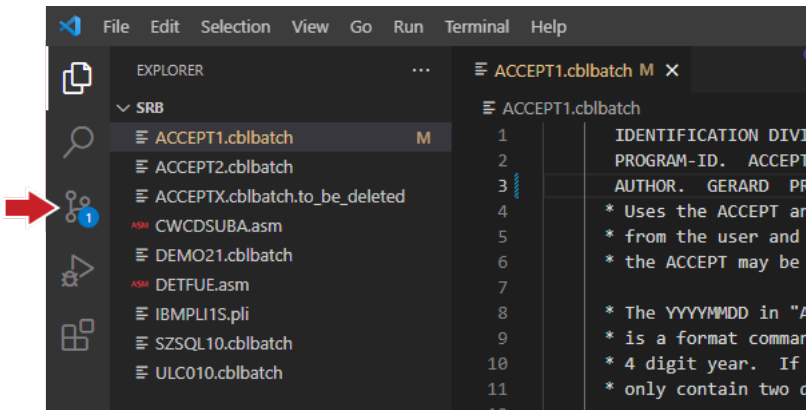 File Edit Selection View Go Run Terminal Help
EXPLORER ...
SRB
ACCEPT1.cblbatch M
ACCEPT2.cblbatch
ACCEPTX.cblbatch.to_be_deleted
ASM CWCDSUBA.asm
DEMO21.cblbatch
ASM DETFUE.asm
IBMPLI1S.pli
SZSQL10.cblbatch
ULC010.cblbatch
1
ACCEPT1.cblbatch M
ACCEPT1.cblbatch
1 IDENTIFICATION DIVI
2 PROGRAM-ID. ACCEPT
3 AUTHOR. GERARD PR
4 * Uses the ACCEPT an
5 * from the user and
6 * the ACCEPT may be
7
8 * The YYYYMMDD in "A
9 * is a format comman
10 * 4 digit year. If
11 * only contain two d